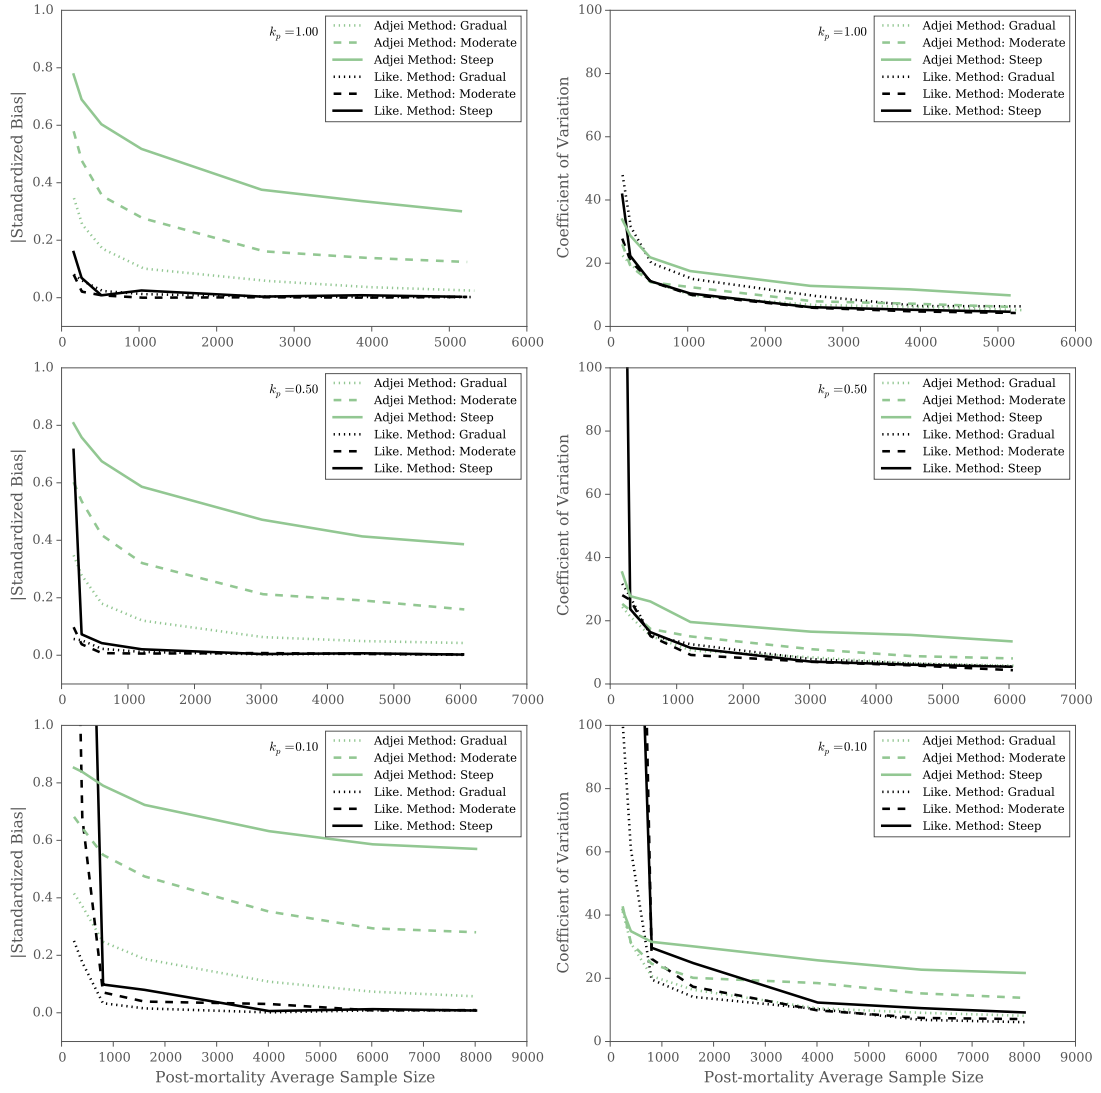 |Standardized Bias|
1.0
0.8
0.6
0.4
0.2
0.0
0 1000 2000 3000 4000 5000 6000
k_p = 1.00
Adjei Method: Gradual
Adjei Method: Moderate
Adjei Method: Steep
Like. Method: Gradual
Like. Method: Moderate
Like. Method: Steep
Coefficient of Variation
100
80
60
40
20
0
0 1000 2000 3000 4000 5000 6000
k_p = 1.00
Adjei Method: Gradual
Adjei Method: Moderate
Adjei Method: Steep
Like. Method: Gradual
Like. Method: Moderate
Like. Method: Steep
|Standardized Bias|
1.0
0.8
0.6
0.4
0.2
0.0
0 1000 2000 3000 4000 5000 6000 7000
k_p = 0.50
Adjei Method: Gradual
Adjei Method: Moderate
Adjei Method: Steep
Like. Method: Gradual
Like. Method: Moderate
Like. Method: Steep
Coefficient of Variation
100
80
60
40
20
0
0 1000 2000 3000 4000 5000 6000 7000
k_p = 0.50
Adjei Method: Gradual
Adjei Method: Moderate
Adjei Method: Steep
Like. Method: Gradual
Like. Method: Moderate
Like. Method: Steep
|Standardized Bias|
1.0
0.8
0.6
0.4
0.2
0.0
0 1000 2000 3000 4000 5000 6000 7000 8000 9000
Post-mortality Average Sample Size
k_p = 0.10
Adjei Method: Gradual
Adjei Method: Moderate
Adjei Method: Steep
Like. Method: Gradual
Like. Method: Moderate
Like. Method: Steep
Coefficient of Variation
100
80
60
40
20
0
0 1000 2000 3000 4000 5000 6000 7000 8000 9000
Post-mortality Average Sample Size
k_p = 0.10
Adjei Method: Gradual
Adjei Method: Moderate
Adjei Method: Steep
Like. Method: Gradual
Like. Method: Moderate
Like. Method: Steep